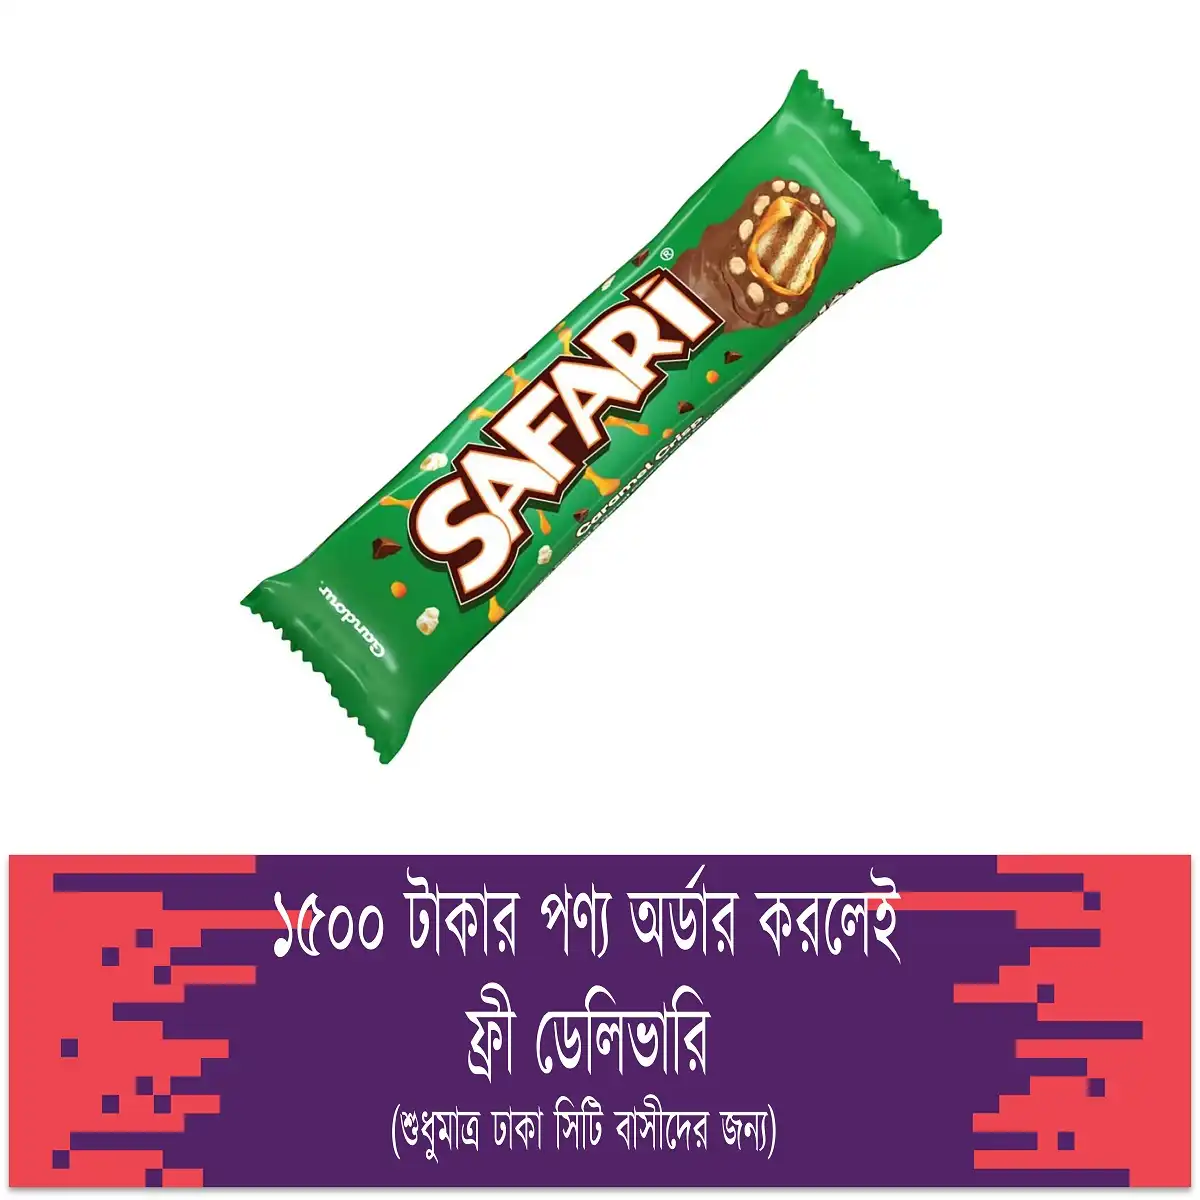 SAFARI®
Caramel Crisp
Gandour
১৫০০ টাকার পণ্য অর্ডার করলেই
ফ্রী ডেলিভারি
(শুধুমাত্র ঢাকা সিটি বাসীদের জন্য)